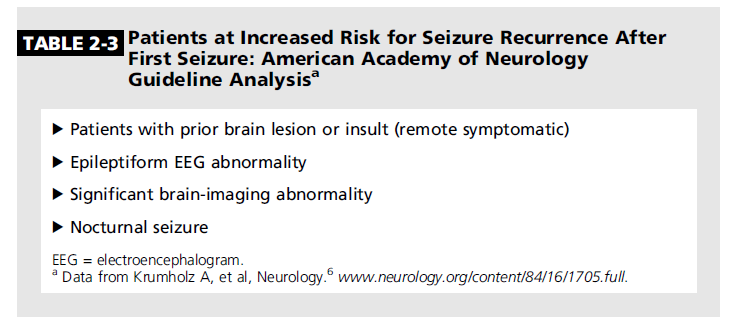 TABLE 2-3 Patients at Increased Risk for Seizure Recurrence After
First Seizure: American Academy of Neurology
Guideline Analysisᵃ
▶ Patients with prior brain lesion or insult (remote symptomatic)
▶ Epileptiform EEG abnormality
▶ Significant brain-imaging abnormality
▶ Nocturnal seizure
EEG = electroencephalogram.
ᵃ Data from Krumholz A, et al, Neurology.⁶ www.neurology.org/content/84/16/1705.full.